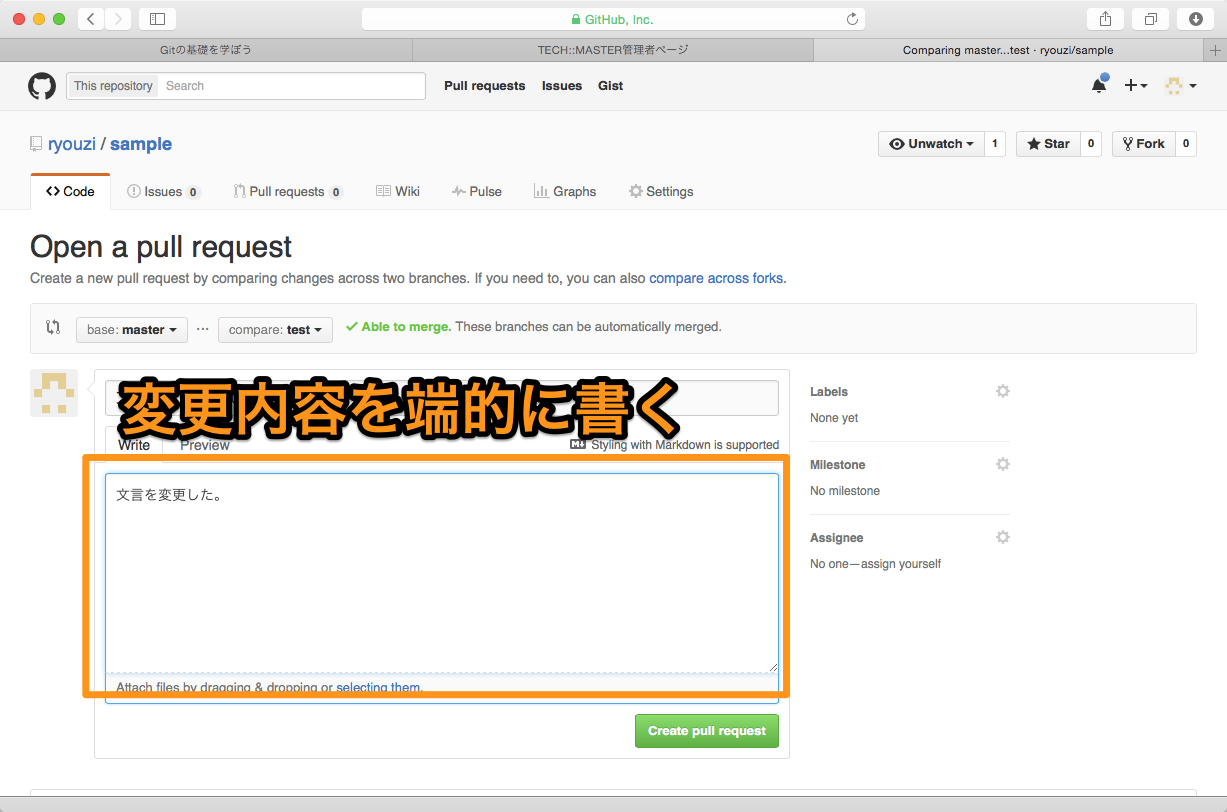 GitHub, Inc.
Gitの基礎を学ぼう
TECH::MASTER管理者ページ
Comparing master...test · ryouzi/sample
This repository Search
Pull requests Issues Gist
ryouzi / sample
Unwatch 1
Star 0
Fork 0
Code
Issues 0
Pull requests 0
Wiki
Pulse
Graphs
Settings
Open a pull request
Create a new pull request by comparing changes across two branches. If you need to, you can also compare across forks.
base: master ... compare: test Able to merge. These branches can be automatically merged.
変更内容を端的に書く
Write Preview
Styling with Markdown is supported
文言を変更した。
Attach files by dragging & dropping or selecting them.
Create pull request
Labels
None yet
Milestone
No milestone
Assignee
No one—assign yourself